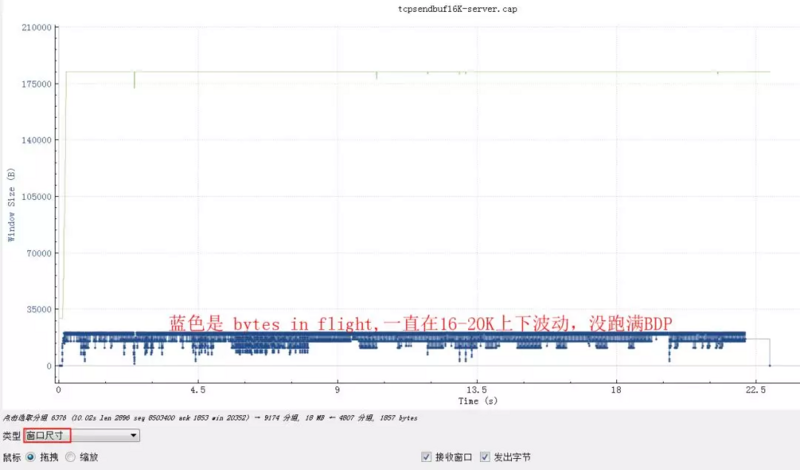 tcpsendbuf16K-server.cap
210000
175000
140000
105000
70000
35000
0
Window Size (B)
蓝色是 bytes in flight,一直在16-20K上下波动，没跑满BDP
0 4.5 9 13.5 18 22.5
Time (s)
点击选取分组 6376 (10.02s len 2896 seq 8503400 ack 1853 win 20352) → 9174 分组, 18 MB ← 4807 分组, 1857 bytes
类型 窗口尺寸
鼠标 拖拽 缩放 接收窗口 发出字节